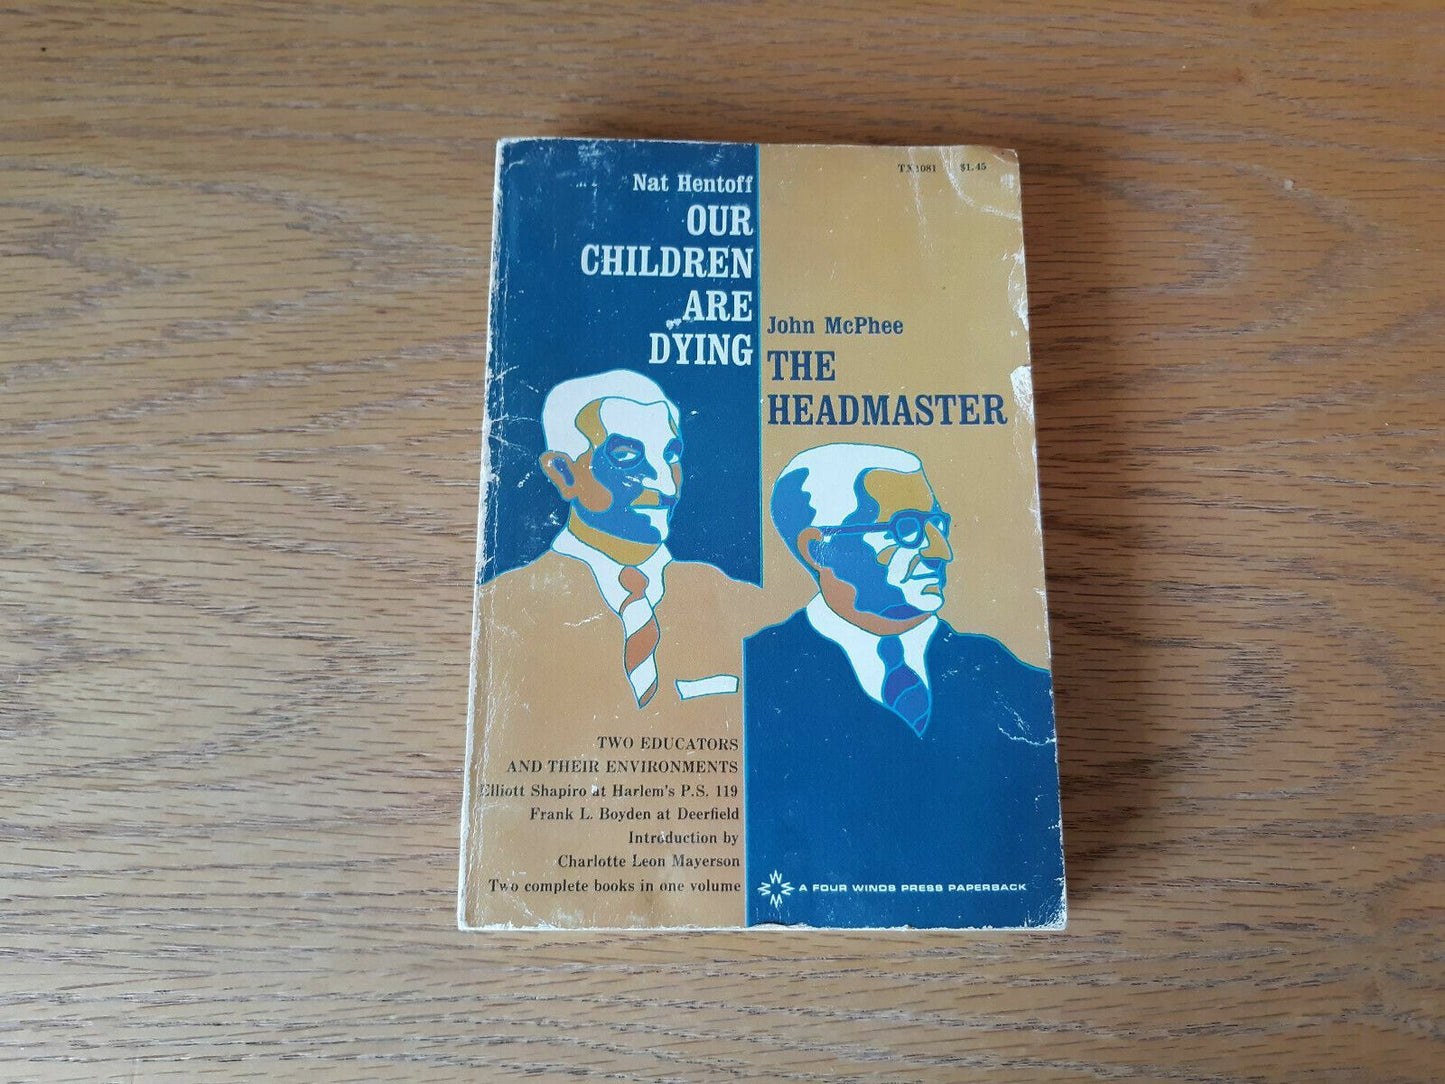 Nat Hentoff
OUR
CHILDREN
ARE
DYING
TX1081 $1.45
John McPhee
THE
HEADMASTER
TWO EDUCATORS
AND THEIR ENVIRONMENTS
Elliott Shapiro at Harlem's P.S. 119
Frank L. Boyden at Deerfield
Introduction by
Charlotte Leon Mayerson
Two complete books in one volume
A FOUR WINDS PRESS PAPERBACK